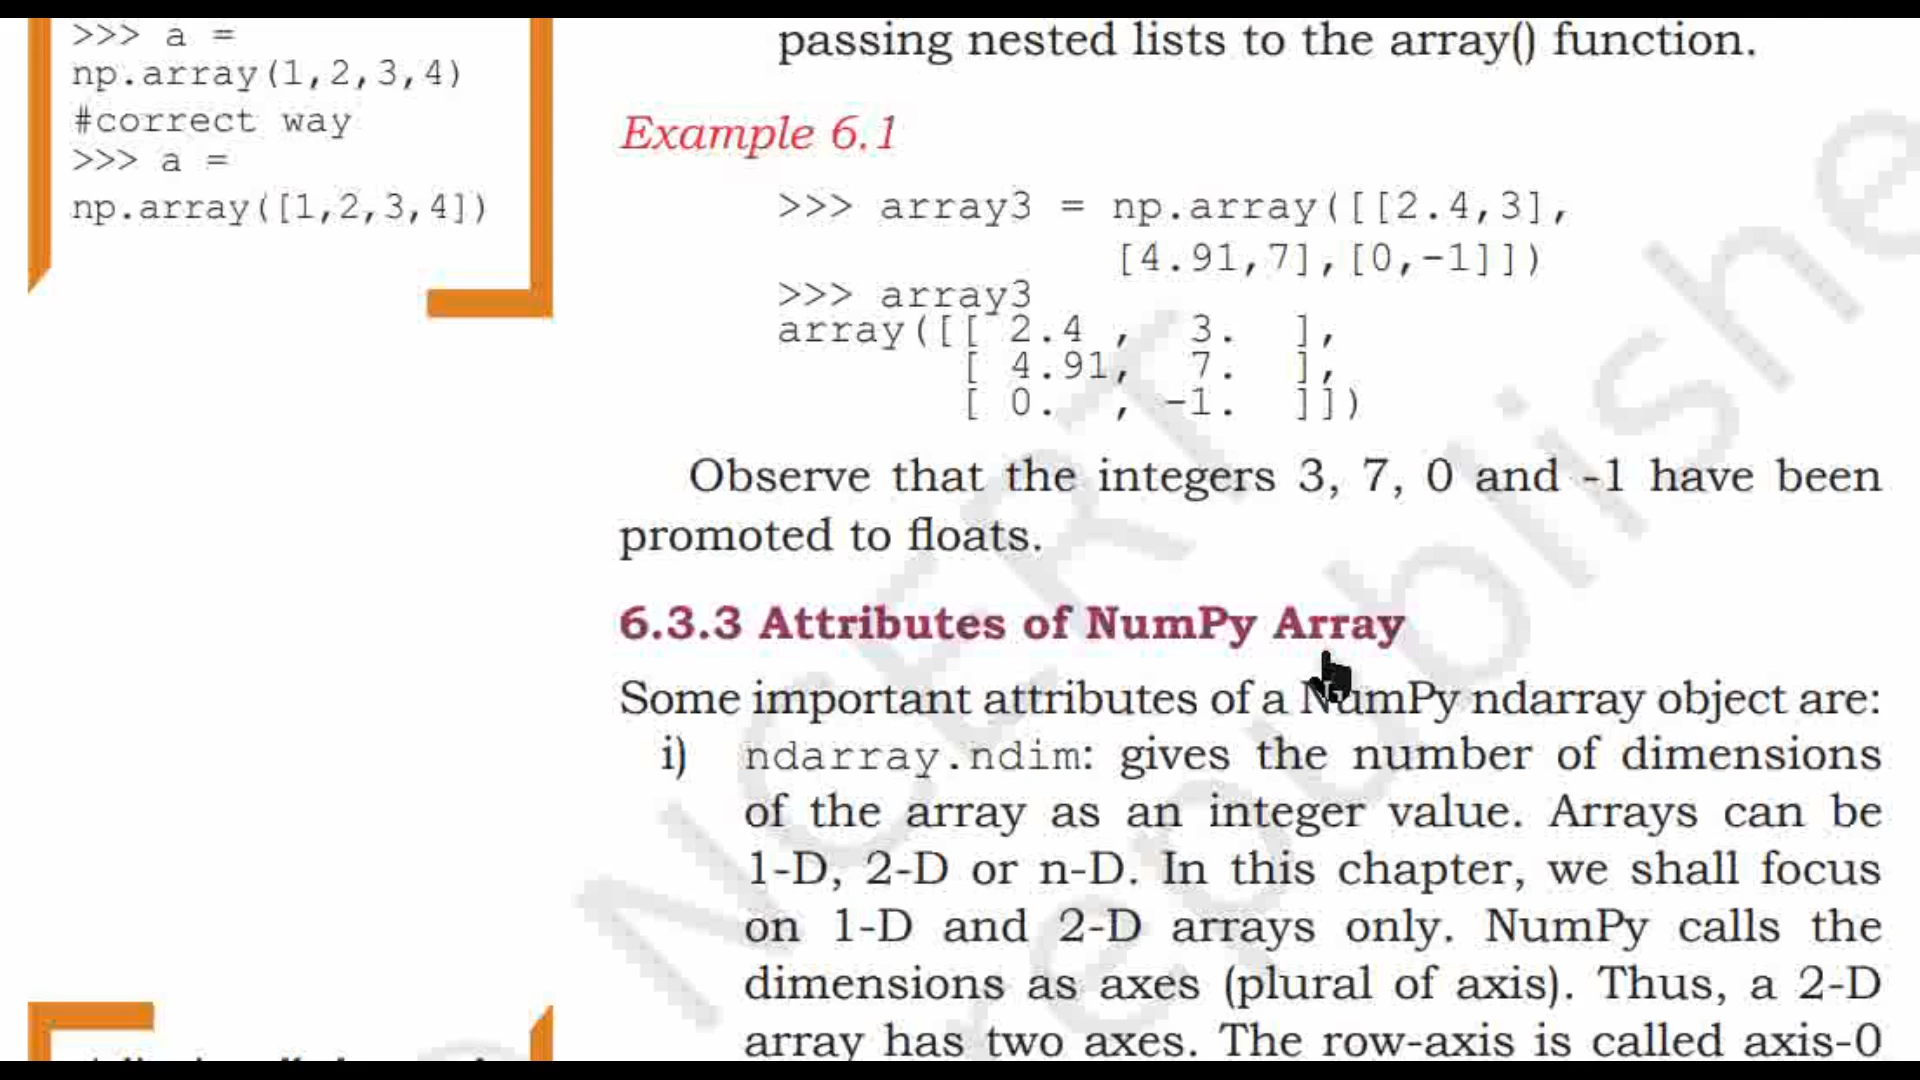 >>> a =
np.array(1,2,3,4)
#correct way
>>> a =
np.array([1,2,3,4])
passing nested lists to the array() function.
Example 6.1
>>> array3 = np.array([[2.4,3],
[4.91,7],[0,-1]])
>>> array3
array([[ 2.4 , 3. ],
[ 4.91, 7. ],
[ 0. , -1. ]])
Observe that the integers 3, 7, 0 and -1 have been
promoted to floats.
6.3.3 Attributes of NumPy Array
Some important attributes of a NumPy ndarray object are:
i) ndarray.ndim: gives the number of dimensions
of the array as an integer value. Arrays can be
1-D, 2-D or n-D. In this chapter, we shall focus
on 1-D and 2-D arrays only. NumPy calls the
dimensions as axes (plural of axis). Thus, a 2-D
array has two axes. The row-axis is called axis-0
NCERT
republishe